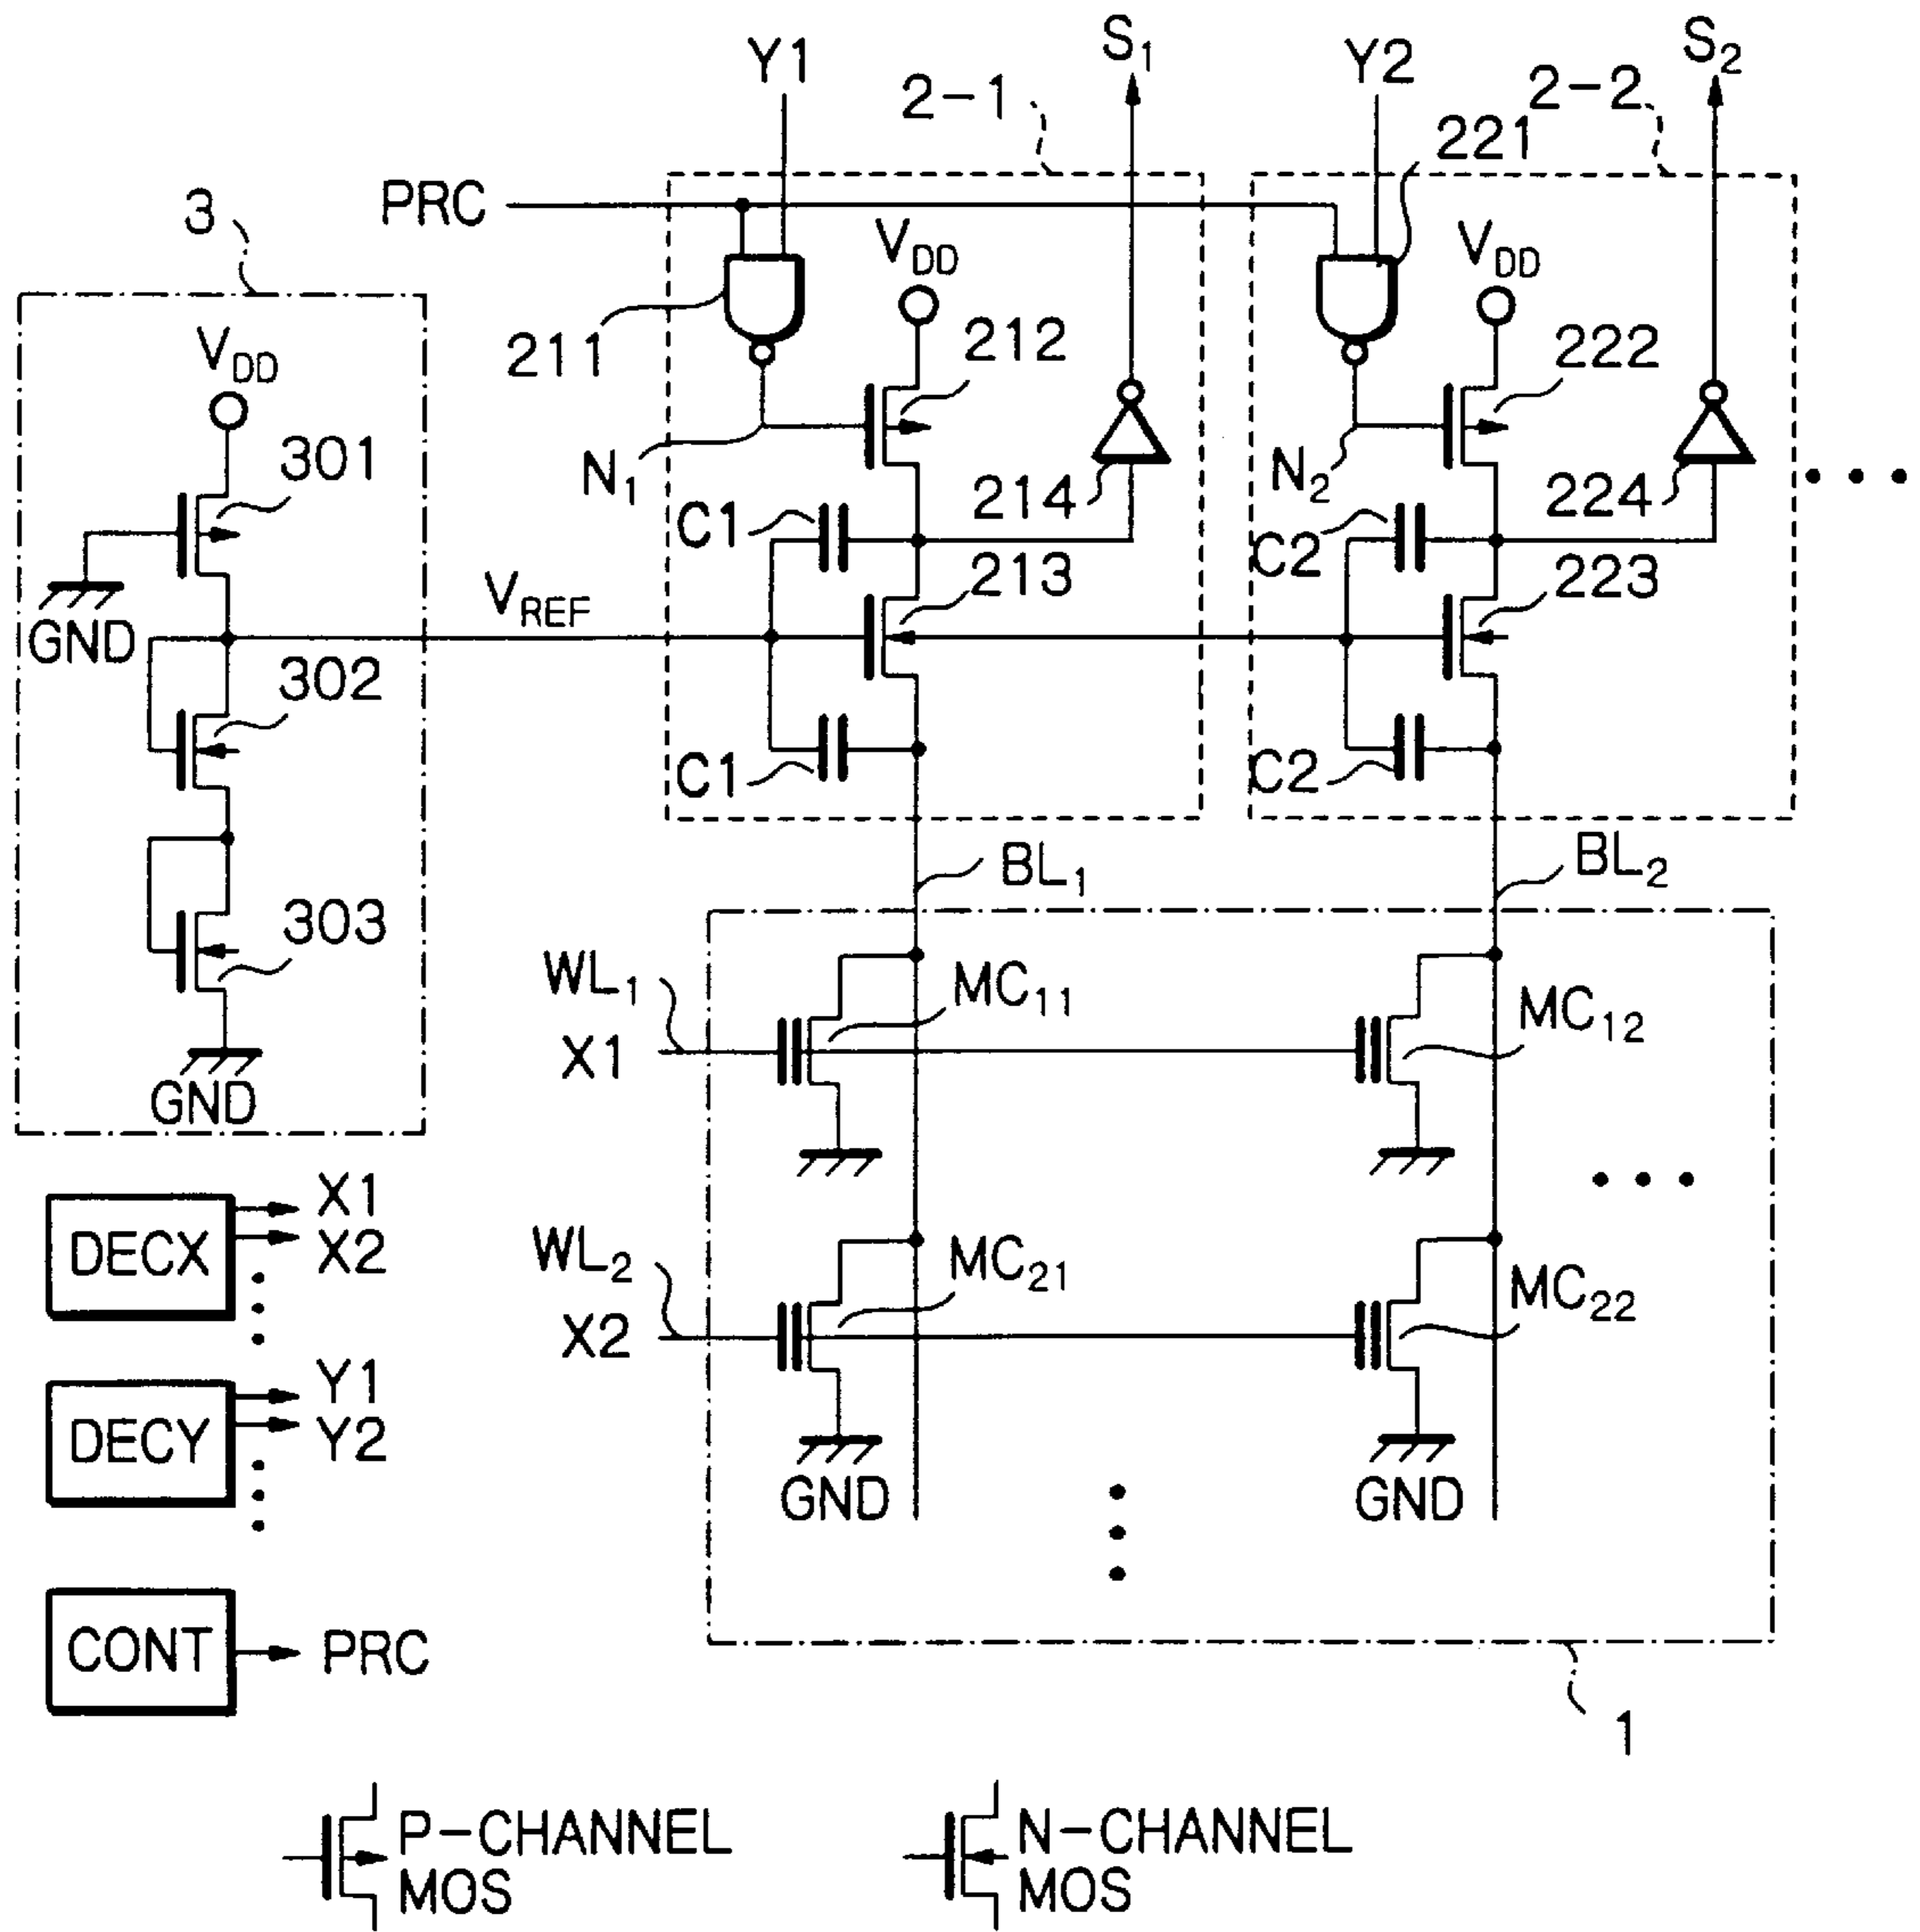 Y1
S1
Y2
S2
2-1
2-2
221
PRC
3
VDD
VDD
VDD
211
212
222
301
N1
214
N2
224
C1
C2
213
223
VREF
GND
302
C1
C2
303
BL1
BL2
WL1
MC11
MC12
X1
GND
DECX
X1
X2
WL2
MC21
MC22
X2
DECY
Y1
Y2
GND
GND
CONT
PRC
1
P-CHANNEL
MOS
N-CHANNEL
MOS